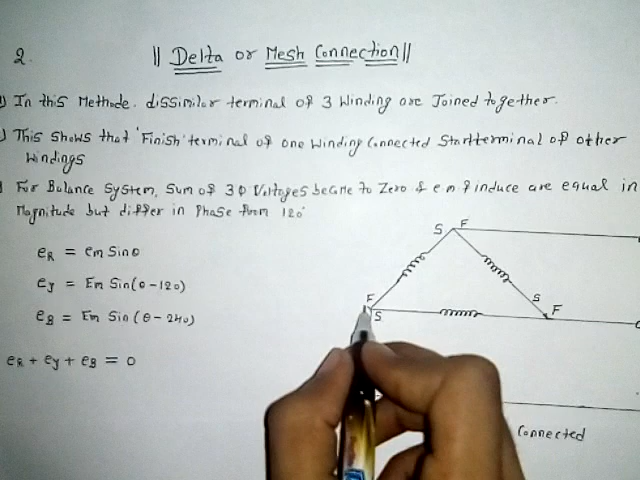 2. || Delta or Mesh Connection ||
) In this Methode. dissimilar terminal of 3 Winding are Joined together.
) This Shows that 'Finish' terminal of one Winding Connected Startterminal of other
Windings
For Balance System, Sum of 3 Φ Voltages became to Zero & emf induce are equal in
Magnitude but differ in Phase from 120°
eR = em Sinθ
ey = Em Sin(θ-120)
eB = Em Sin (θ-240)
eR + ey + eB = 0
S F
S F
F
S
Connected